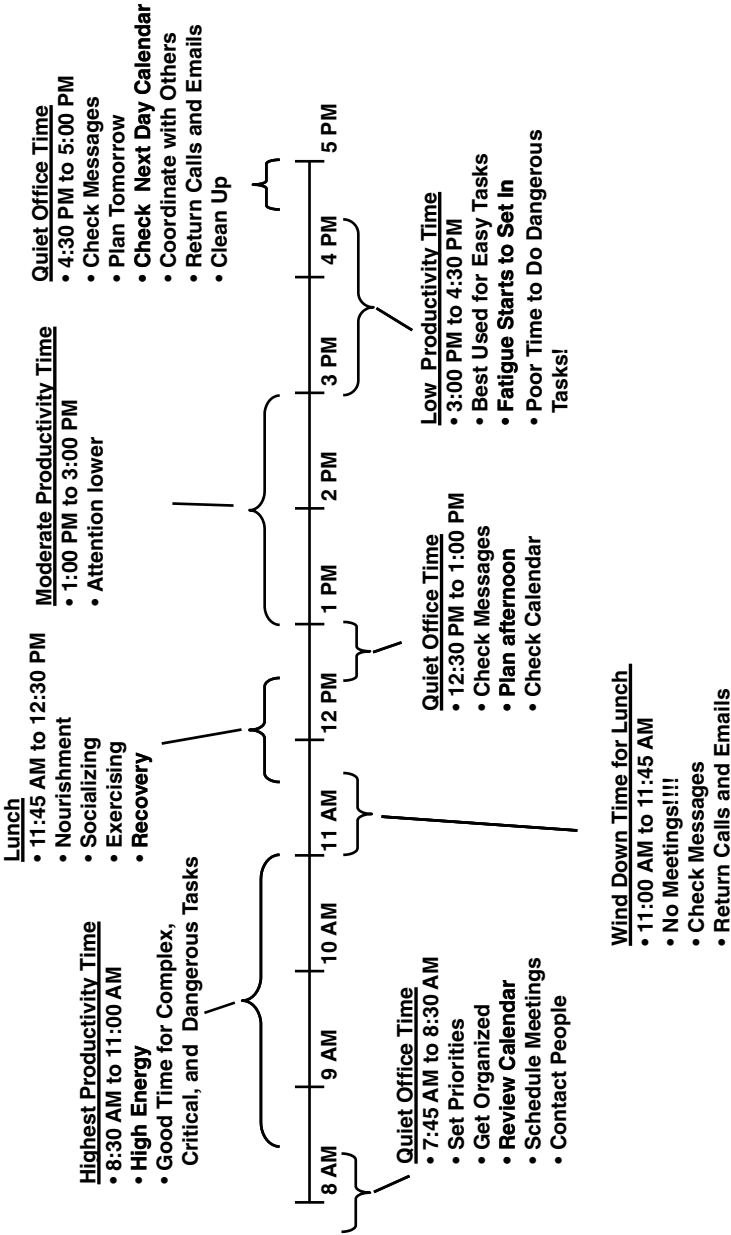 Highest Productivity Time
• 8:30 AM to 11:00 AM
• High Energy
• Good Time for Complex,
Critical, and Dangerous Tasks
Lunch
• 11:45 AM to 12:30 PM
• Nourishment
• Socializing
• Exercising
• Recovery
Moderate Productivity Time
• 1:00 PM to 3:00 PM
• Attention lower
Quiet Office Time
• 4:30 PM to 5:00 PM
• Check Messages
• Plan Tomorrow
• Check Next Day Calendar
• Coordinate with Others
• Return Calls and Emails
• Clean Up
8 AM 9 AM 10 AM 11 AM 12 PM 1 PM 2 PM 3 PM 4 PM 5 PM
Quiet Office Time
• 7:45 AM to 8:30 AM
• Set Priorities
• Get Organized
• Review Calendar
• Schedule Meetings
• Contact People
Wind Down Time for Lunch
• 11:00 AM to 11:45 AM
• No Meetings!!!!
• Check Messages
• Return Calls and Emails
Quiet Office Time
• 12:30 PM to 1:00 PM
• Check Messages
• Plan afternoon
• Check Calendar
Low Productivity Time
• 3:00 PM to 4:30 PM
• Best Used for Easy Tasks
• Fatigue Starts to Set In
• Poor Time to Do Dangerous
Tasks!